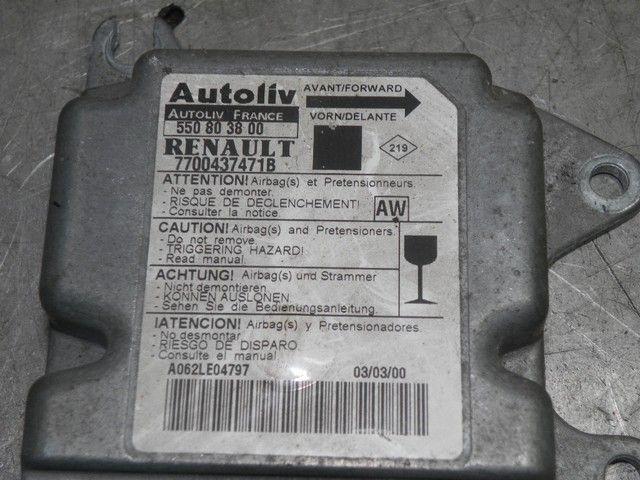 Autoliv
AUTOLIV FRANCE
550 80 38 00
RENAULT
7700437471B
AVANT/FORWARD
VORN/DELANTE
219
ATTENTION! Airbag(s) et Pretensionneurs.
- Ne pas demonter.
- RISQUE DE DECLENCHEMENT!
- Consulter la notice.
AW
CAUTION! Airbag(s) and Pretensioners.
- Do not remove.
- TRIGGERING HAZARD!
- Read manual.
ACHTUNG! Airbag(s) und Strammer
- Nicht demontieren.
- KONNEN AUSLONEN.
- Sehen Sie die Bedienungsanleitung.
!ATENCION! Airbag(s) y Pretensionadores.
- No desmontar.
- RIESGO DE DISPARO.
- Consulte el manual.
A062LE04797
03/03/00